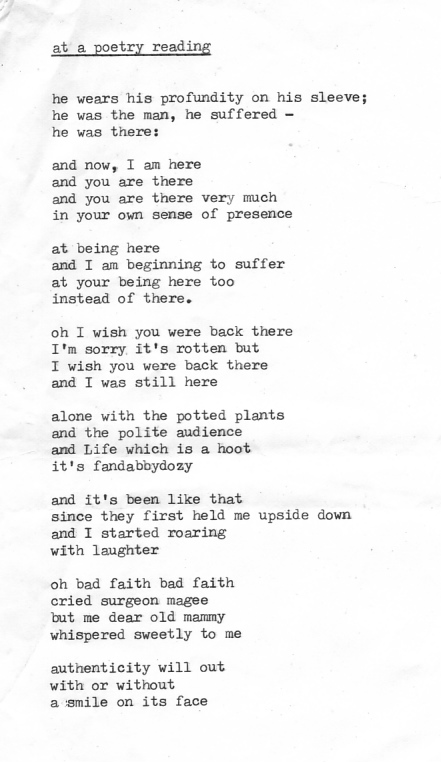 at a poetry reading

he wears his profundity on his sleeve;
he was the man, he suffered –
he was there:

and now, I am here
and you are there
and you are there very much
in your own sense of presence

at being here
and I am beginning to suffer
at your being here too
instead of there.

oh I wish you were back there
I'm sorry it's rotten but
I wish you were back there
and I was still here

alone with the potted plants
and the polite audience
and Life which is a hoot
it's fandabbydozy

and it's been like that
since they first held me upside down
and I started roaring
with laughter

oh bad faith bad faith
cried surgeon magee
but me dear old mammy
whispered sweetly to me

authenticity will out
with or without
a smile on its face